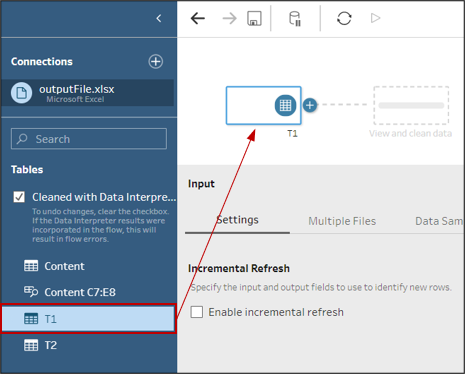 Connections
outputFile.xlsx
Microsoft Excel
Search
Tables
Cleaned with Data Interpre...
To undo changes, clear the checkbox.
If the Data Interpreter results were
incorporated in the flow, this will
result in flow errors.
Content
Content C7:E8
T1
T2
T1
View and clean data
Input
Settings
Multiple Files
Data Sam
Incremental Refresh
Specify the input and output fields to use to identify new rows.
Enable incremental refresh